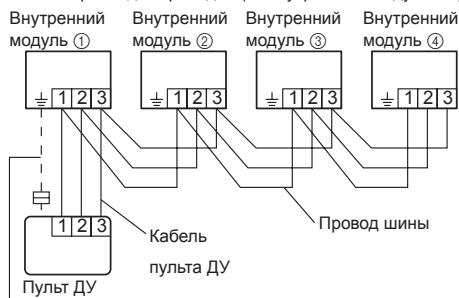 Внутренний модуль ①
Внутренний модуль ②
Внутренний модуль ③
Внутренний модуль ④
1 2 3
1 2 3
1 2 3
1 2 3
1 2 3
Провод шины
Кабель
пульта ДУ
Пульт ДУ